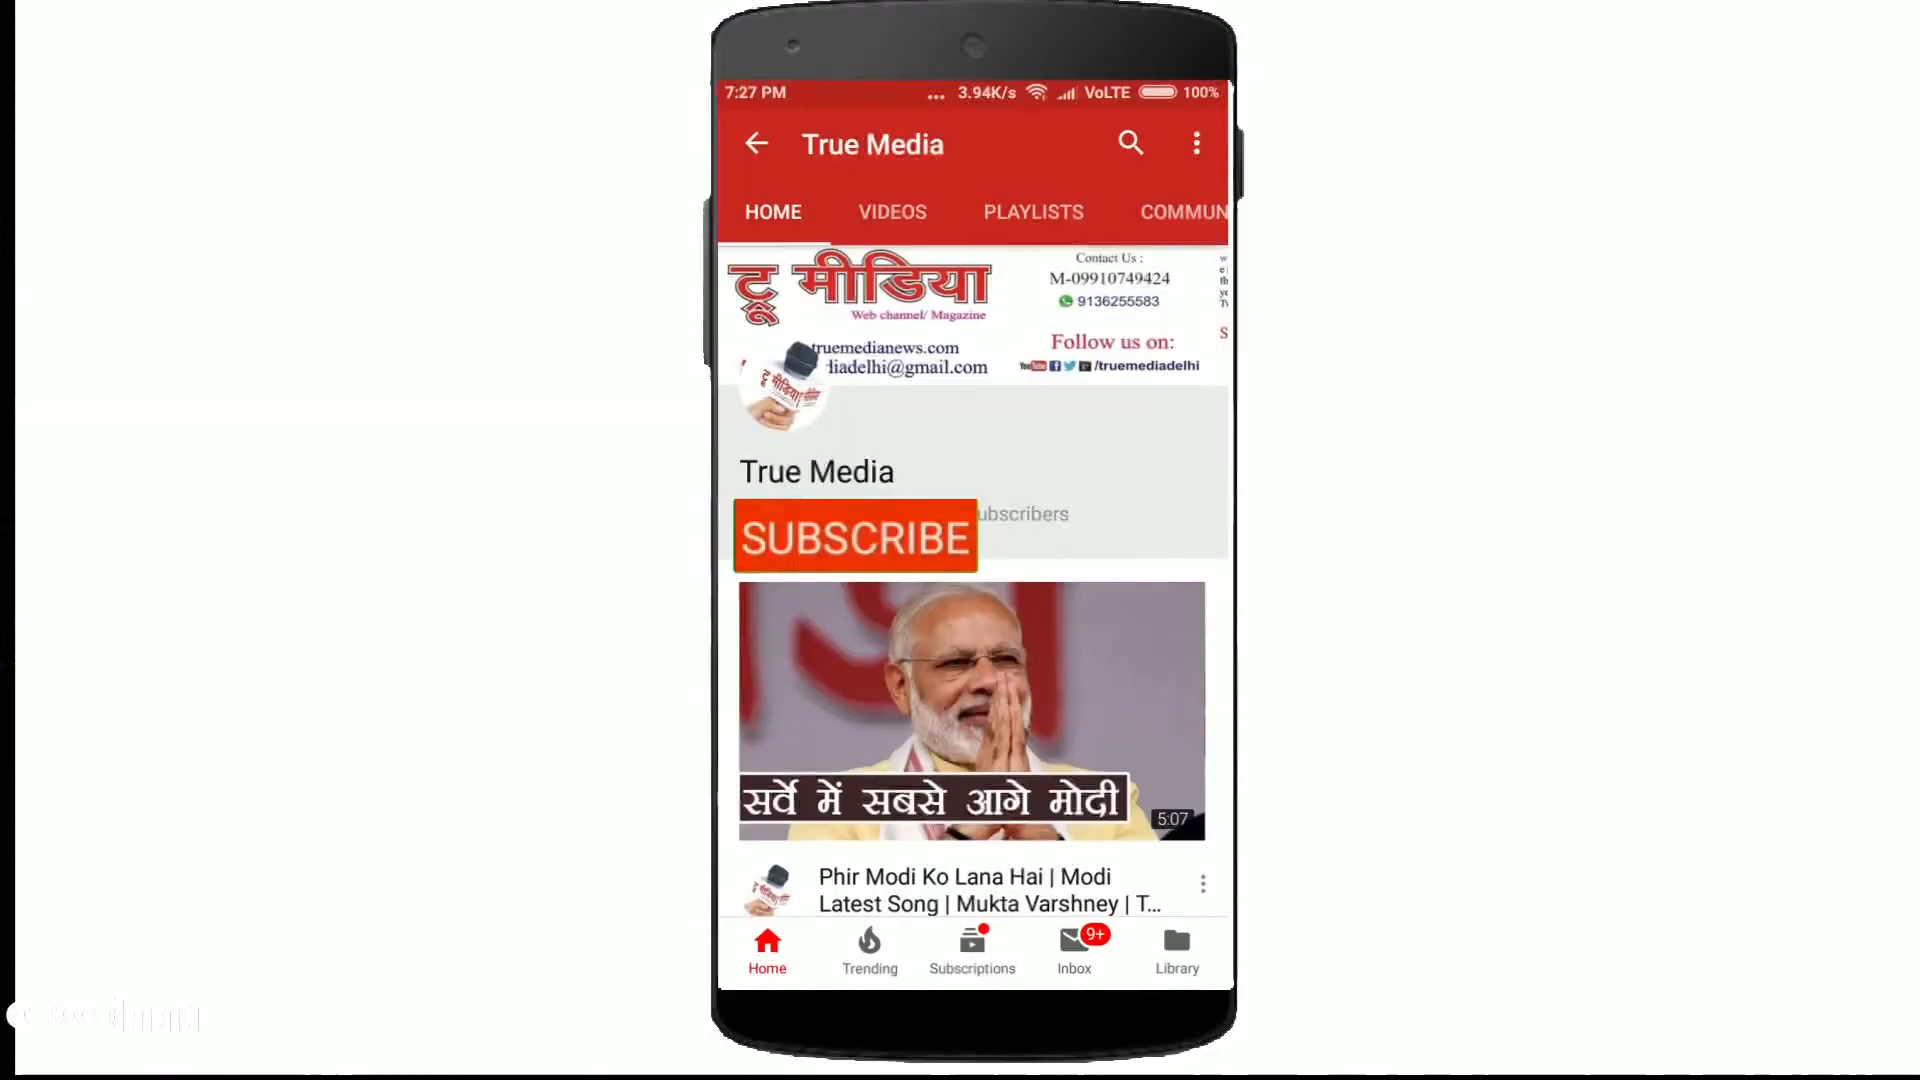 7:27 PM ... 3.94K/s VoLTE 100%
True Media
HOME VIDEOS PLAYLISTS COMMUN
टू मीडिया
Web channel/ Magazine
truemedianews.com
diadelhi@gmail.com
Contact Us :
M-09910749424
9136255583
Follow us on:
YouTube /truemediadelhi
टू मीडिया
True Media
SUBSCRIBE ubscribers
सर्वे में सबसे आगे मोदी
5:07
Phir Modi Ko Lana Hai | Modi
Latest Song | Mukta Varshney | T...
9+
Home Trending Subscriptions Inbox Library